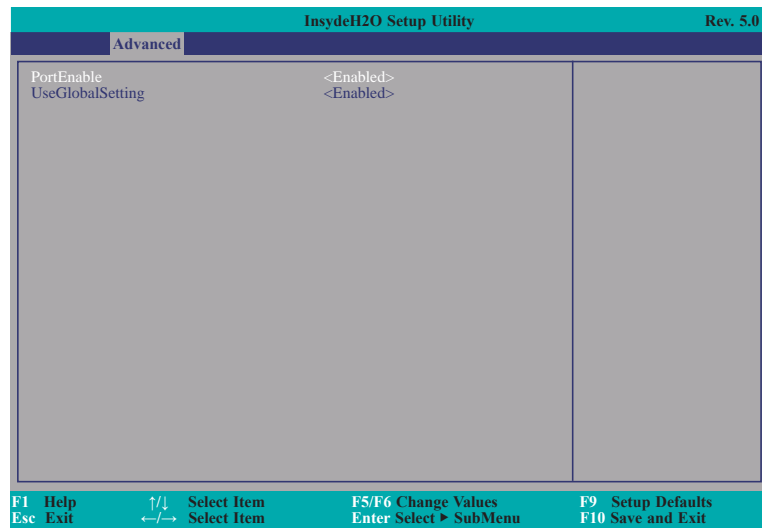 InsydeH2O Setup Utility Rev. 5.0
Advanced
PortEnable <Enabled>
UseGlobalSetting <Enabled>
F1 Help ↑/↓ Select Item F5/F6 Change Values F9 Setup Defaults
Esc Exit ←/→ Select Item Enter Select ▶ SubMenu F10 Save and Exit